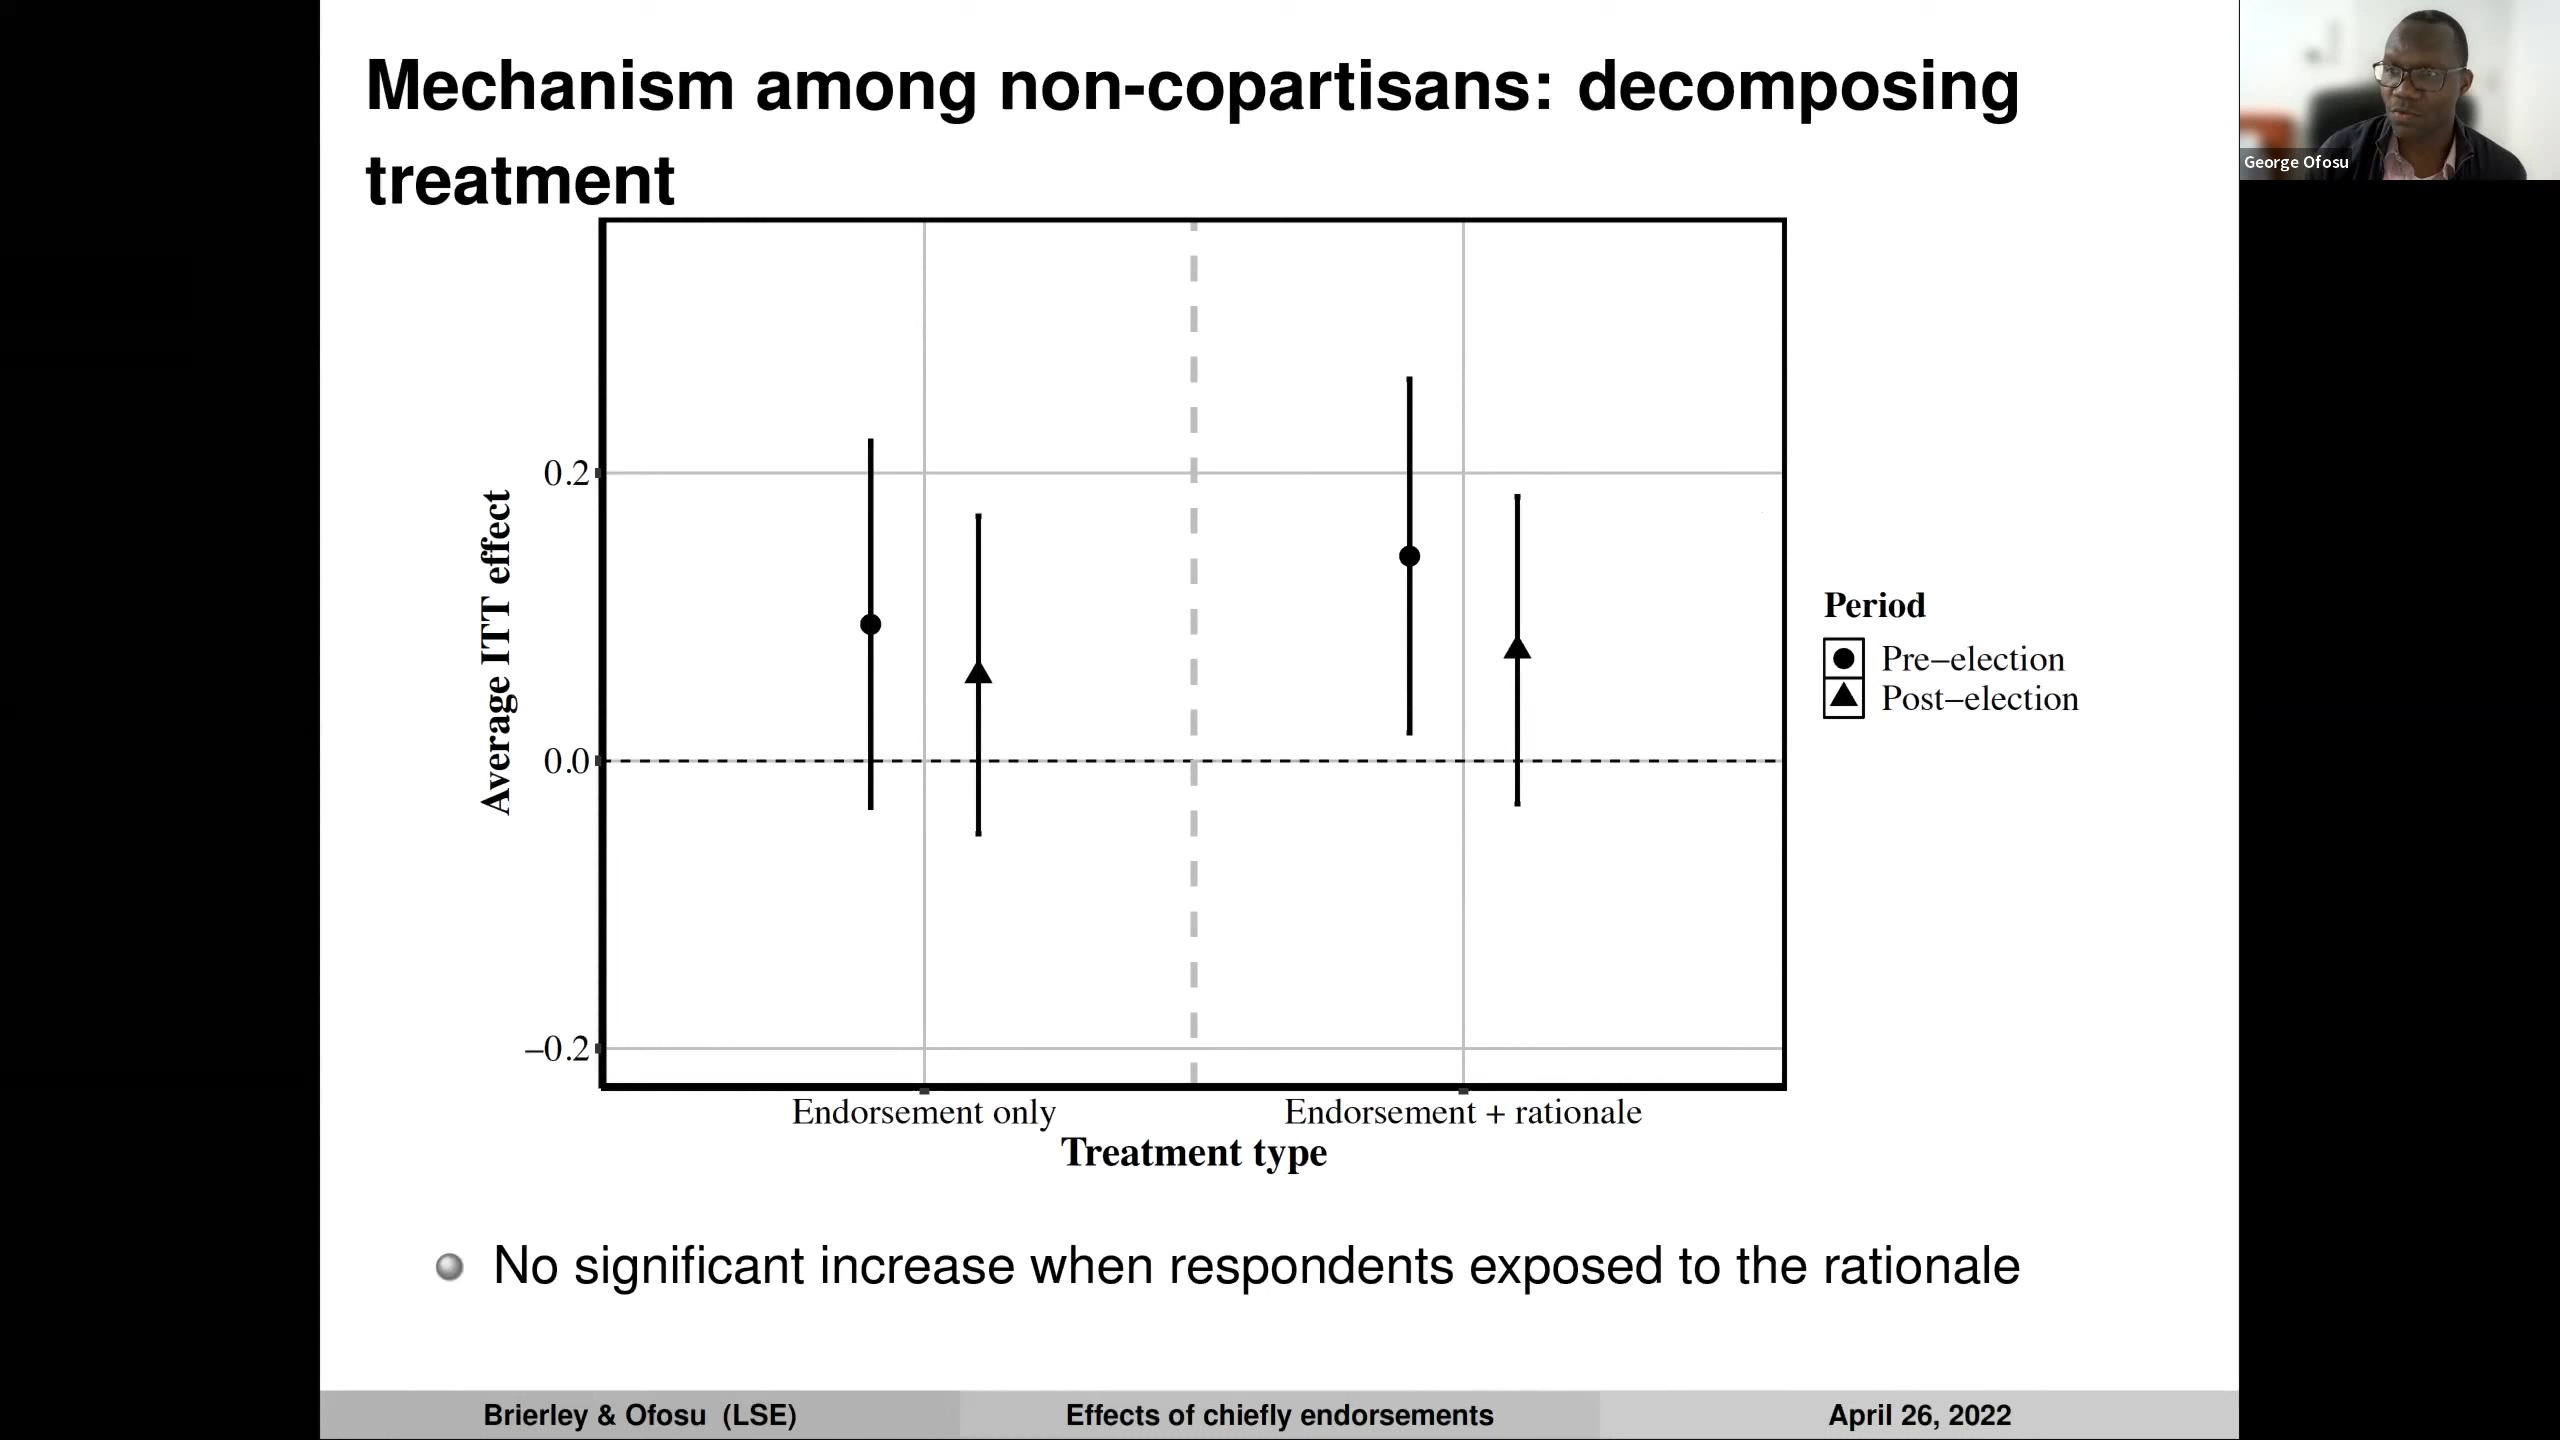 Mechanism among non-copartisans: decomposing
treatment
George Ofosu
0.2
0.0
–0.2
Average ITT effect
Endorsement only
Endorsement + rationale
Treatment type
Period
Pre–election
Post–election
No significant increase when respondents exposed to the rationale
Brierley & Ofosu (LSE)
Effects of chiefly endorsements
April 26, 2022